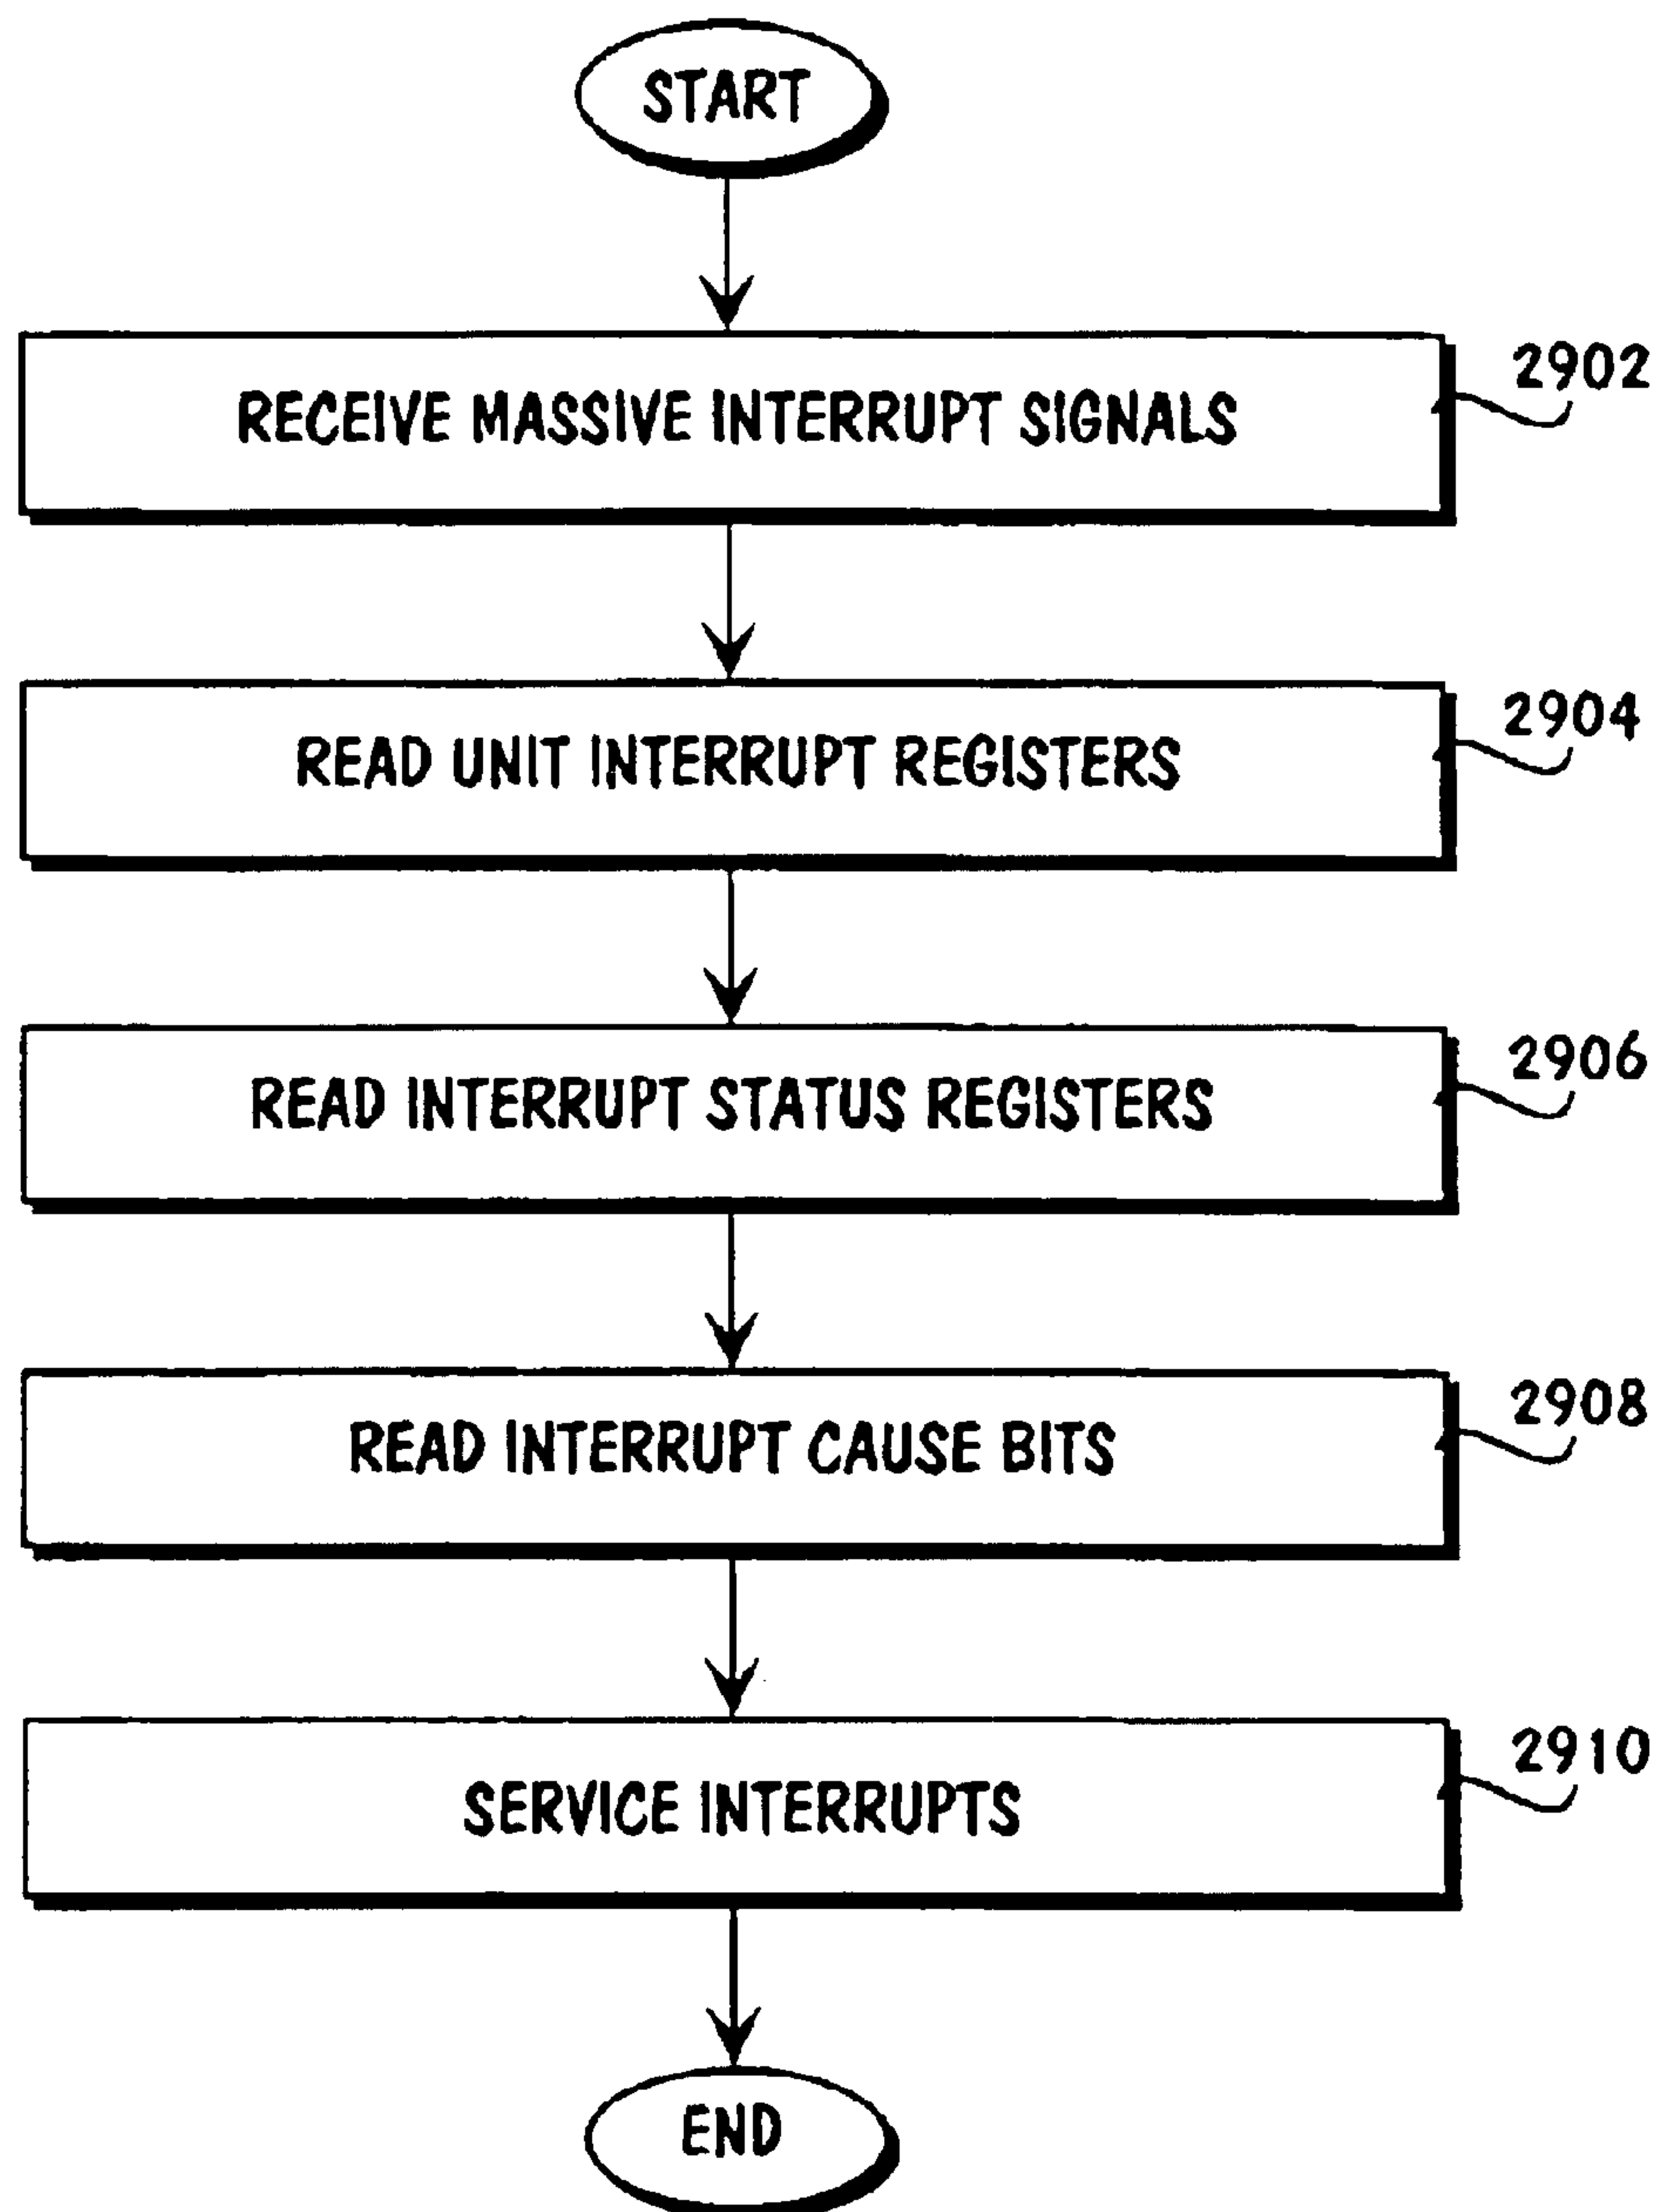 START
RECEIVE MASSIVE INTERRUPT SIGNALS
2902
READ UNIT INTERRUPT REGISTERS
2904
READ INTERRUPT STATUS REGISTERS
2906
READ INTERRUPT CAUSE BITS
2908
SERVICE INTERRUPTS
2910
END